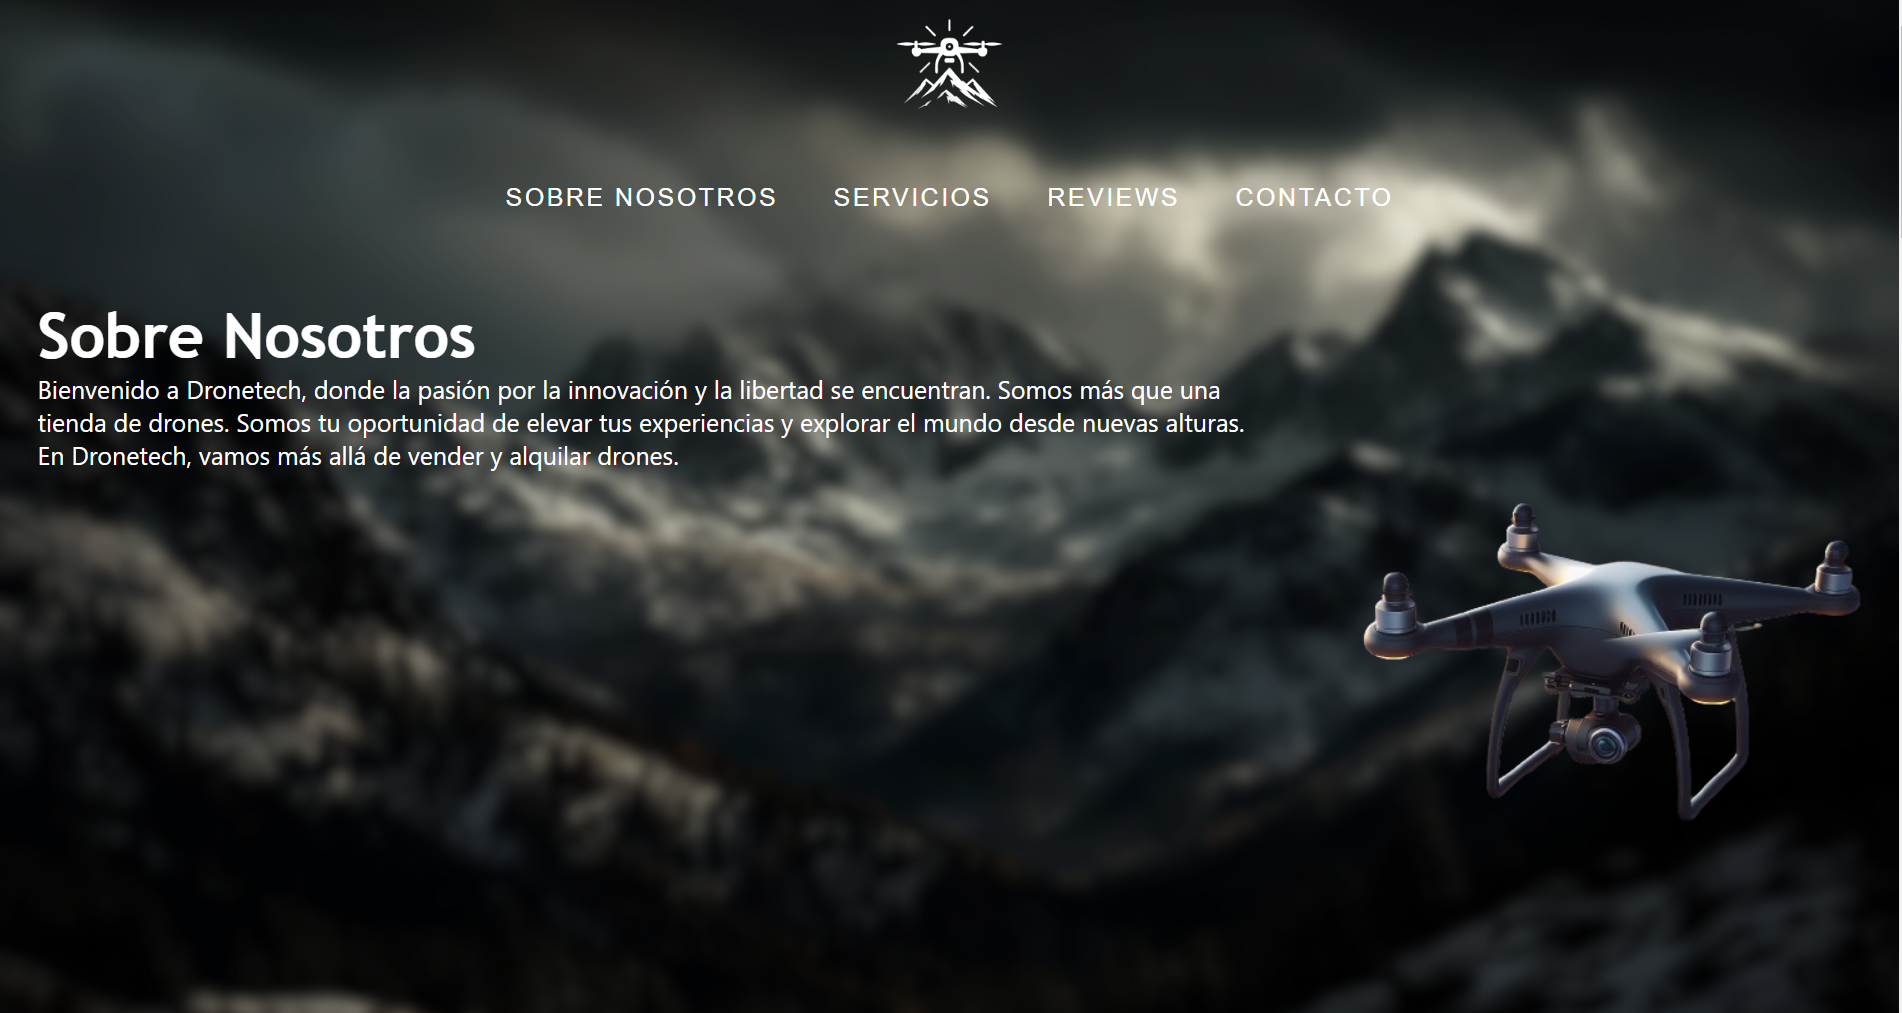 SOBRE NOSOTROS SERVICIOS REVIEWS CONTACTO
Sobre Nosotros
Bienvenido a Dronetech, donde la pasión por la innovación y la libertad se encuentran. Somos más que una
tienda de drones. Somos tu oportunidad de elevar tus experiencias y explorar el mundo desde nuevas alturas.
En Dronetech, vamos más allá de vender y alquilar drones.